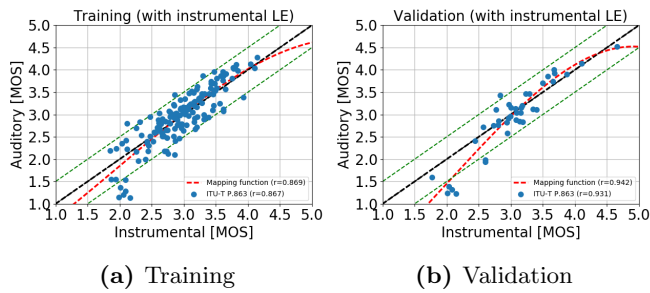 Training (with instrumental LE)
5.0
4.5
4.0
3.5
3.0
2.5
2.0
1.5
1.0
Auditory [MOS]
Mapping function (r=0.869)
ITU-T P.863 (r=0.867)
1.0 1.5 2.0 2.5 3.0 3.5 4.0 4.5 5.0
Instrumental [MOS]
(a) Training
Validation (with instrumental LE)
5.0
4.5
4.0
3.5
3.0
2.5
2.0
1.5
1.0
Auditory [MOS]
Mapping function (r=0.942)
ITU-T P.863 (r=0.931)
1.0 1.5 2.0 2.5 3.0 3.5 4.0 4.5 5.0
Instrumental [MOS]
(b) Validation